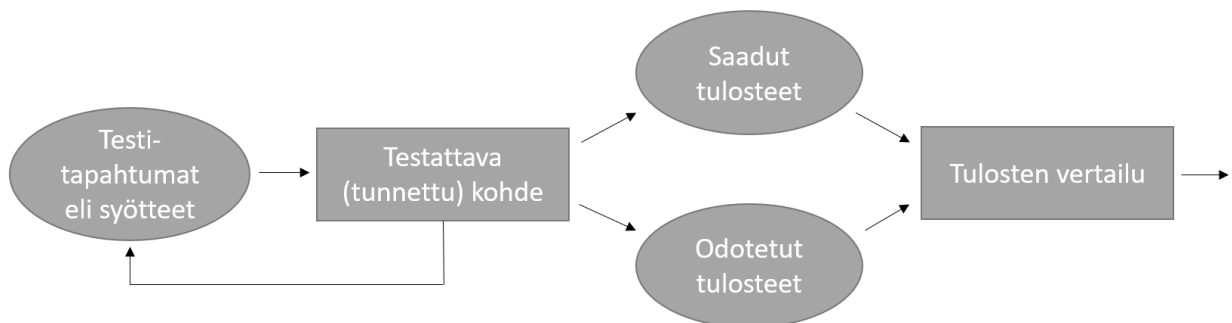 Testi-
tapahtumat
eli syötteet
Testattava
(tunnettu) kohde
Saadut
tulosteet
Odotetut
tulosteet
Tulosten vertailu